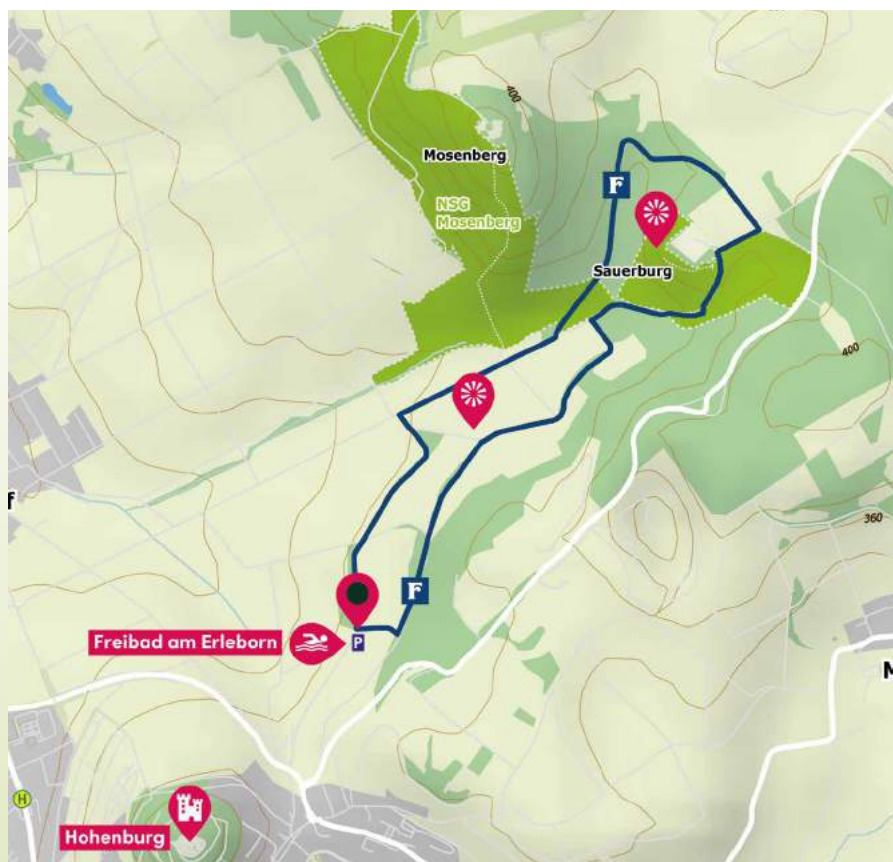 400
Mosenberg
NSG
Mosenberg
F
Sauerburg
400
f
360
F
Freibad am Erleborn
P
M
H
Hohenburg